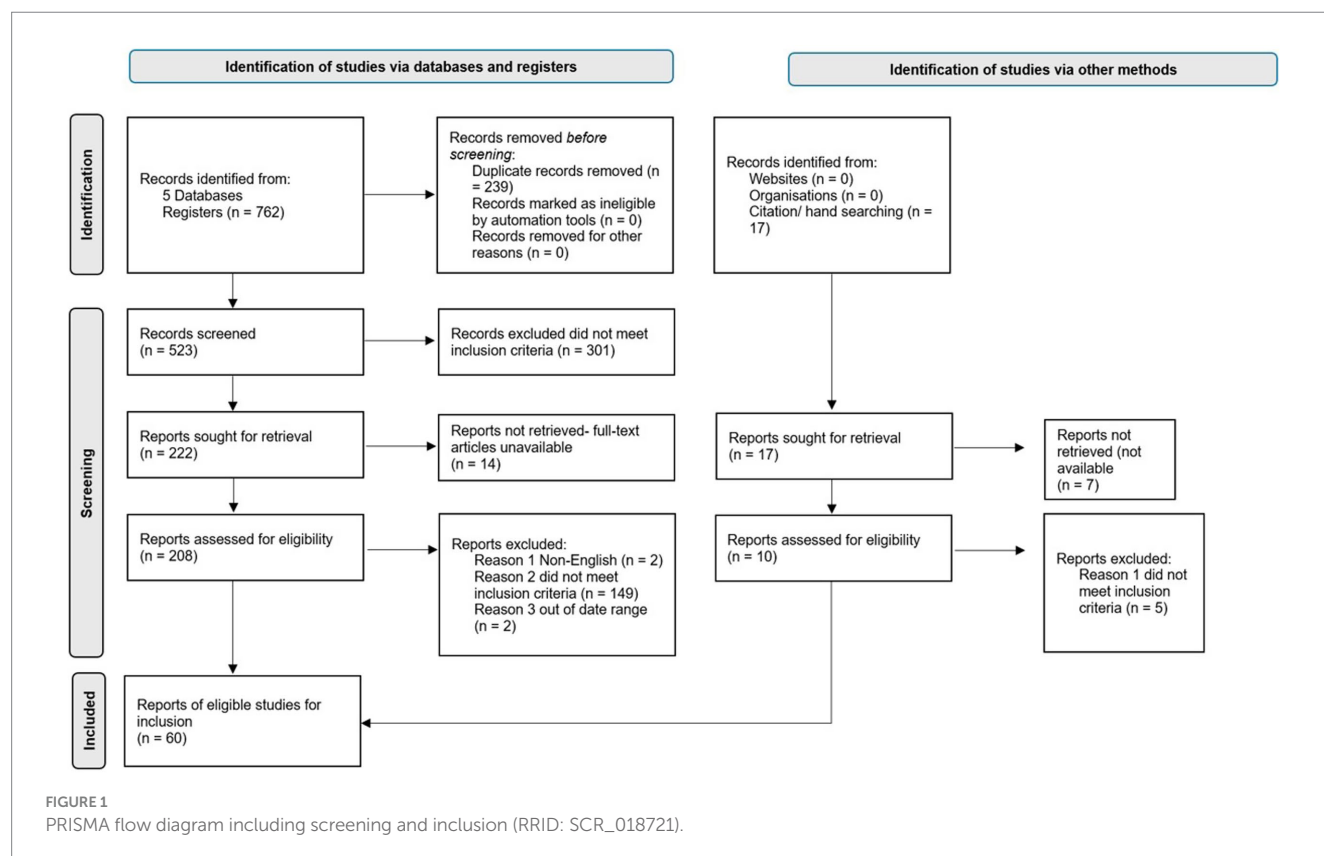 Identification of studies via databases and registers
Identification of studies via other methods
Identification
Records identified from:
5 Databases
Registers (n = 762)
Records removed before
screening:
Duplicate records removed (n
= 239)
Records marked as ineligible
by automation tools (n = 0)
Records removed for other
reasons (n = 0)
Records identified from:
Websites (n = 0)
Organisations (n = 0)
Citation/ hand searching (n =
17)
Screening
Records screened
(n = 523)
Records excluded did not meet
inclusion criteria (n = 301)
Reports sought for retrieval
(n = 222)
Reports not retrieved- full-text
articles unavailable
(n = 14)
Reports sought for retrieval
(n = 17)
Reports not
retrieved (not
available
(n = 7)
Reports assessed for eligibility
(n = 208)
Reports excluded:
Reason 1 Non-English (n = 2)
Reason 2 did not meet
inclusion criteria (n = 149)
Reason 3 out of date range
(n = 2)
Reports assessed for eligibility
(n = 10)
Reports excluded:
Reason 1 did not
meet inclusion
criteria (n = 5)
Included
Reports of eligible studies for
inclusion
(n = 60)
FIGURE 1
PRISMA flow diagram including screening and inclusion (RRID: SCR_018721).